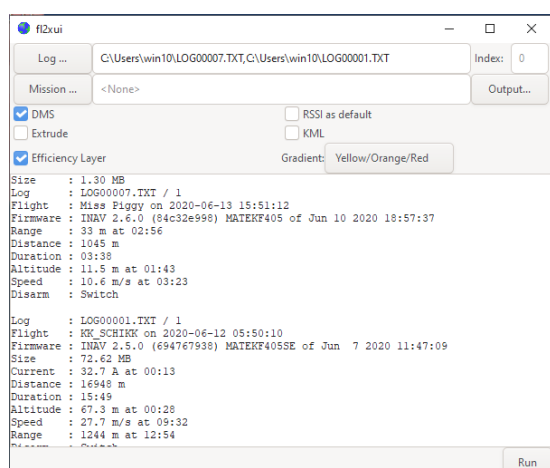 fl2xui
Log ... C:\Users\win10\LOG00007.TXT,C:\Users\win10\LOG00001.TXT Index: 0
Mission ... <None> Output...
DMS RSSI as default
Extrude KML
Efficiency Layer Gradient: Yellow/Orange/Red
Size : 1.30 MB
Log : LOG00007.TXT / 1
Flight : Miss Piggy on 2020-06-13 15:51:12
Firmware : INAV 2.6.0 (84c32e998) MATEKF405 of Jun 10 2020 18:57:37
Range : 33 m at 02:56
Distance : 1045 m
Duration : 03:38
Altitude : 11.5 m at 01:43
Speed : 10.6 m/s at 03:23
Disarm : Switch
Log : LOG00001.TXT / 1
Flight : KK_SCHIKK on 2020-06-12 05:50:10
Firmware : INAV 2.5.0 (694767938) MATEKF405SE of Jun  7 2020 11:47:09
Size : 72.62 MB
Current : 32.7 A at 00:13
Distance : 16948 m
Duration : 15:49
Altitude : 67.3 m at 00:28
Speed : 27.7 m/s at 09:32
Range : 1244 m at 12:54
Disarm : Switch
Run